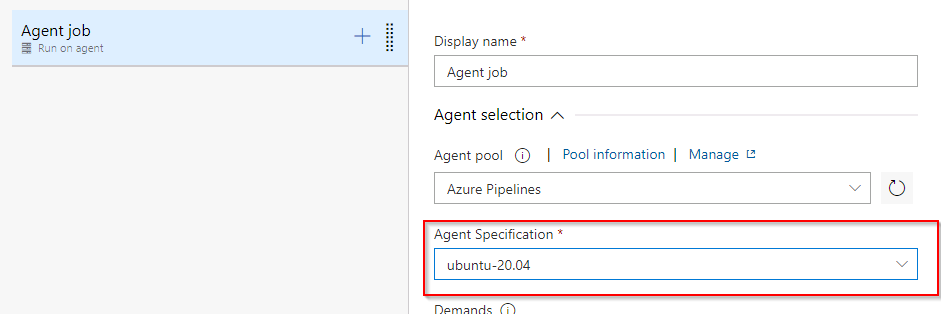 Agent job
Run on agent
Display name *
Agent job
Agent selection
Agent pool | Pool information | Manage
Azure Pipelines
Agent Specification *
ubuntu-20.04
Demands